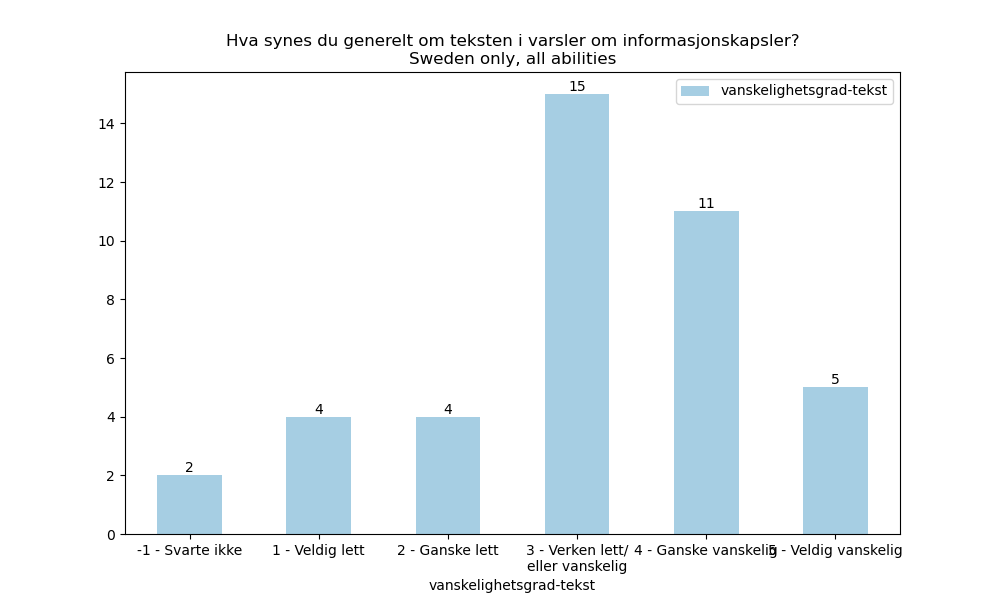 Hva synes du generelt om teksten i varsler om informasjonskapsler?
Sweden only, all abilities
vanskelighetsgrad-tekst
15
11
5
4
4
2
14
12
10
8
6
4
2
0
-1 - Svarte ikke
1 - Veldig lett
2 - Ganske lett
3 - Verken lett/
eller vanskelig
4 - Ganske vanskelig
5 - Veldig vanskelig
vanskelighetsgrad-tekst